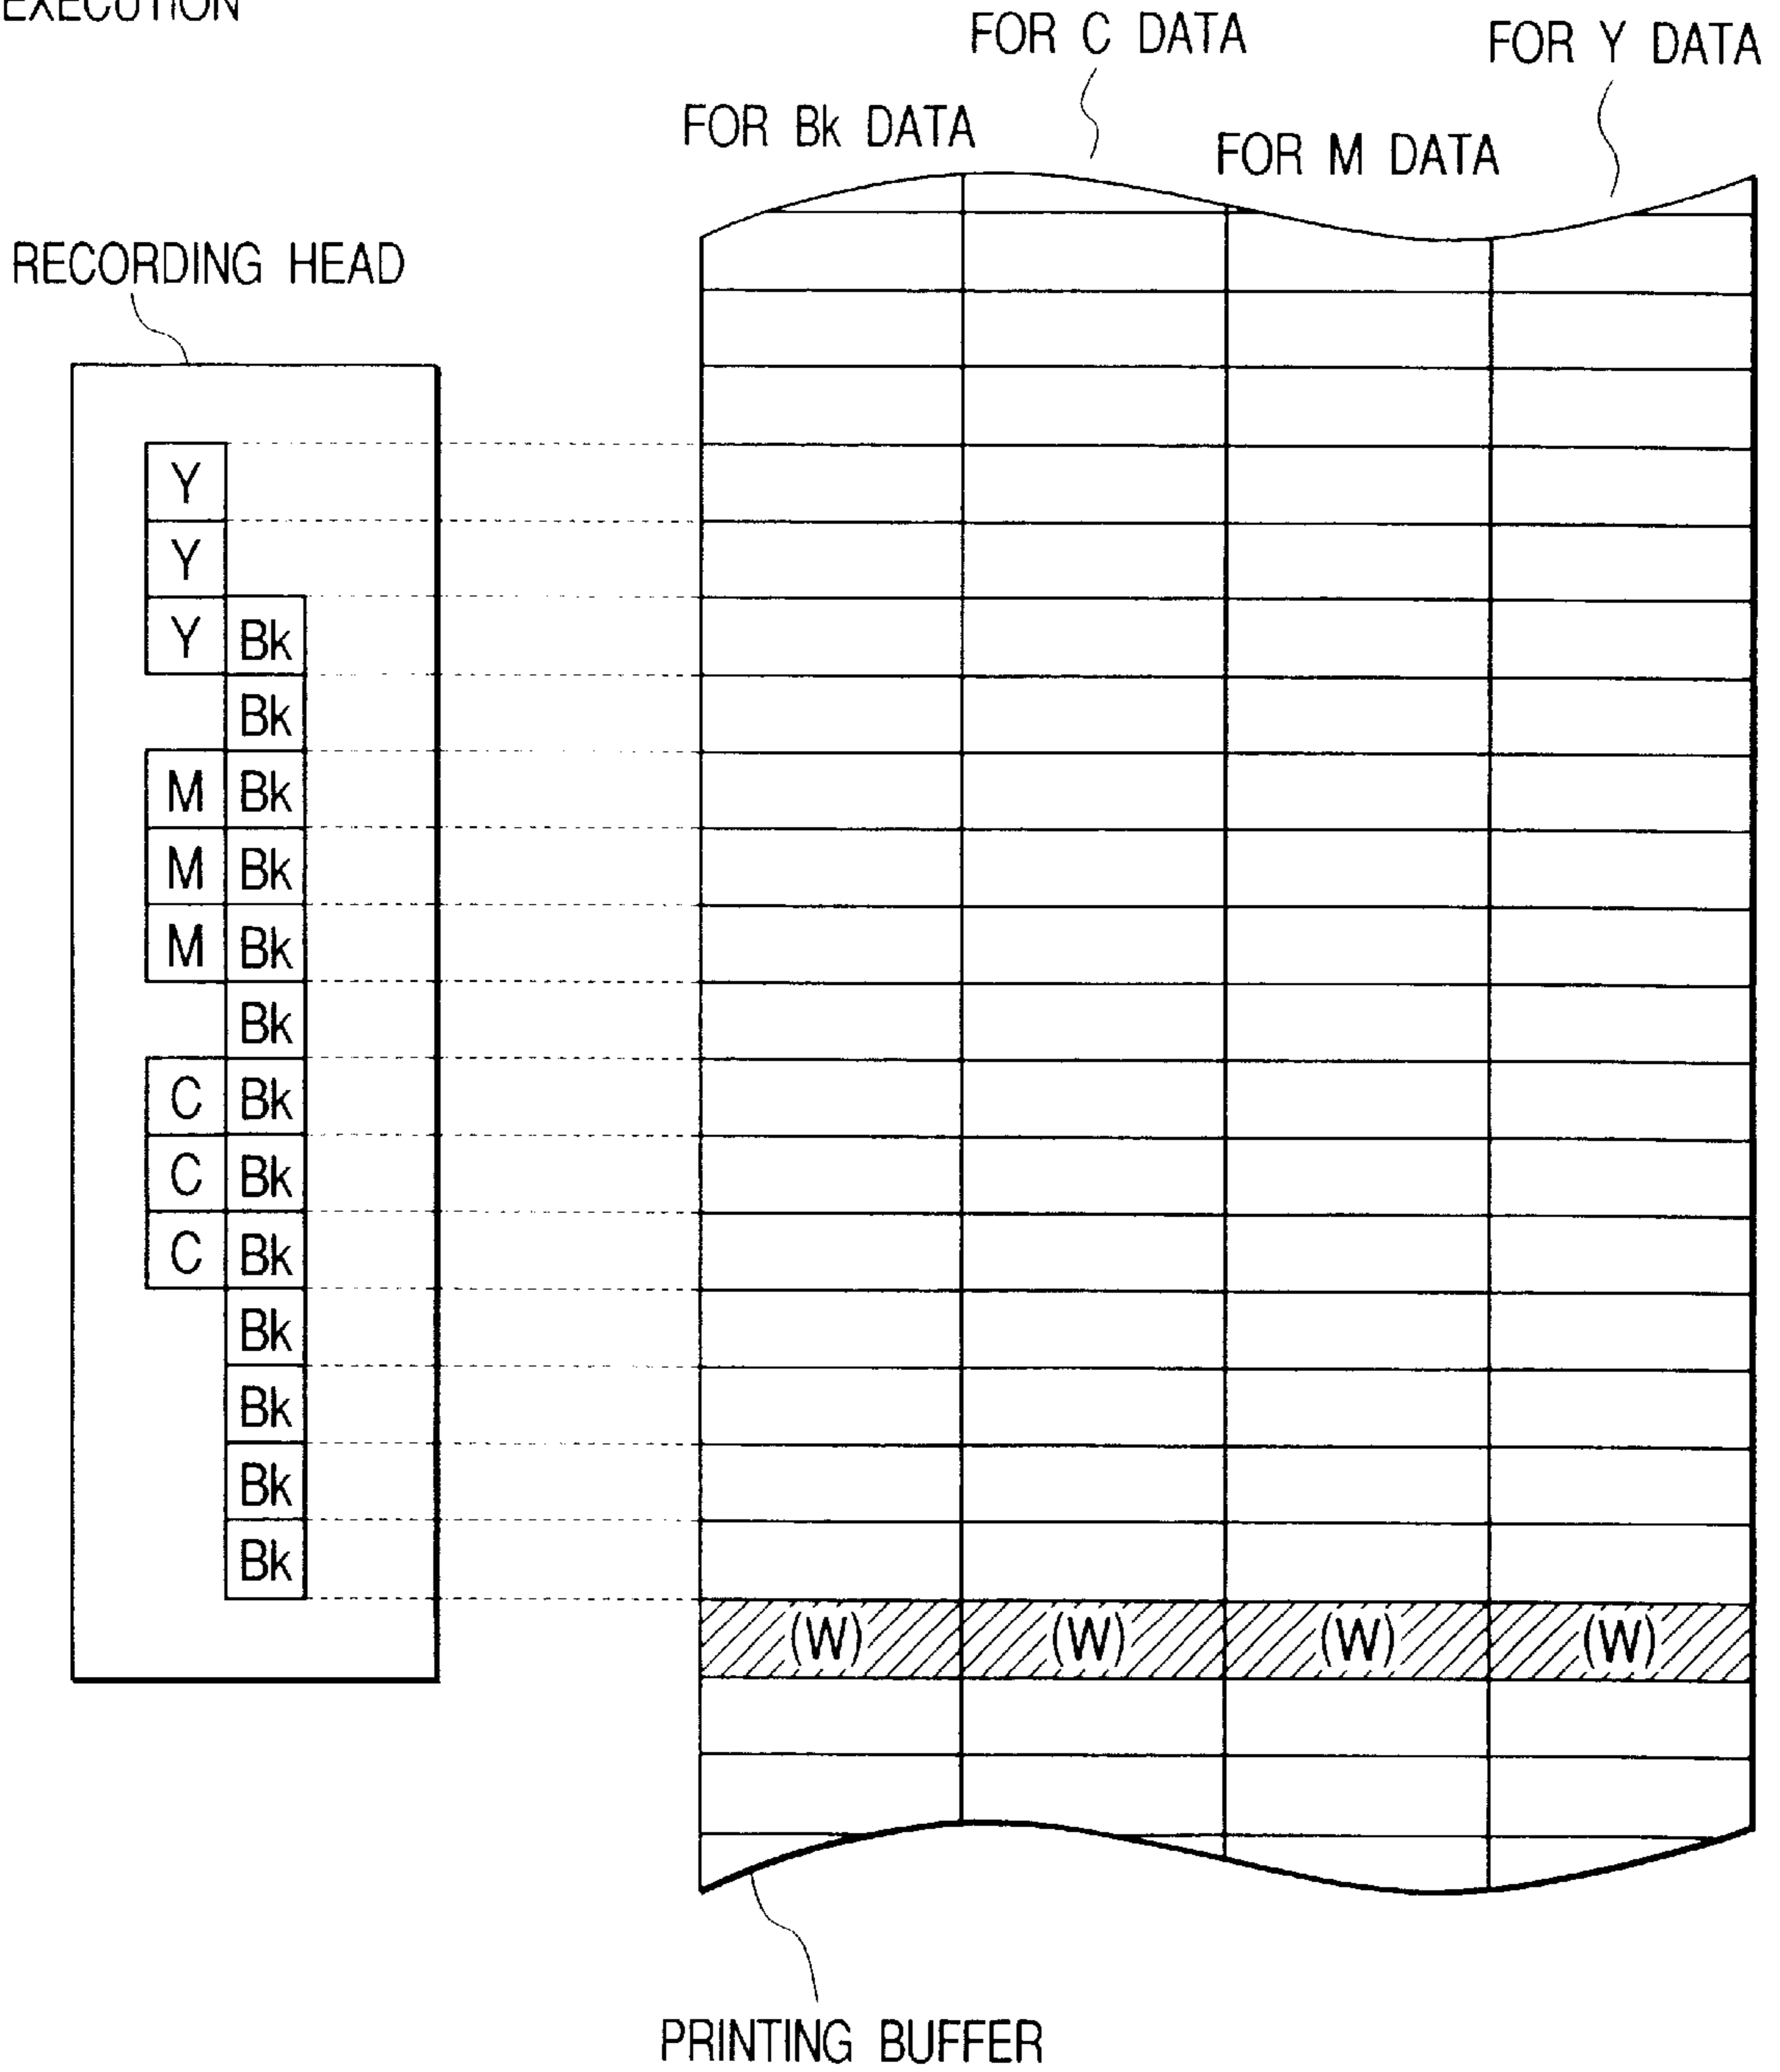 EXECUTION
FOR C DATA
FOR Y DATA
FOR Bk DATA
FOR M DATA
RECORDING HEAD
Y
Y
Y Bk
Bk
M Bk
M Bk
M Bk
Bk
C Bk
C Bk
C Bk
Bk
Bk
Bk
Bk
(W) (W) (W) (W)
PRINTING BUFFER